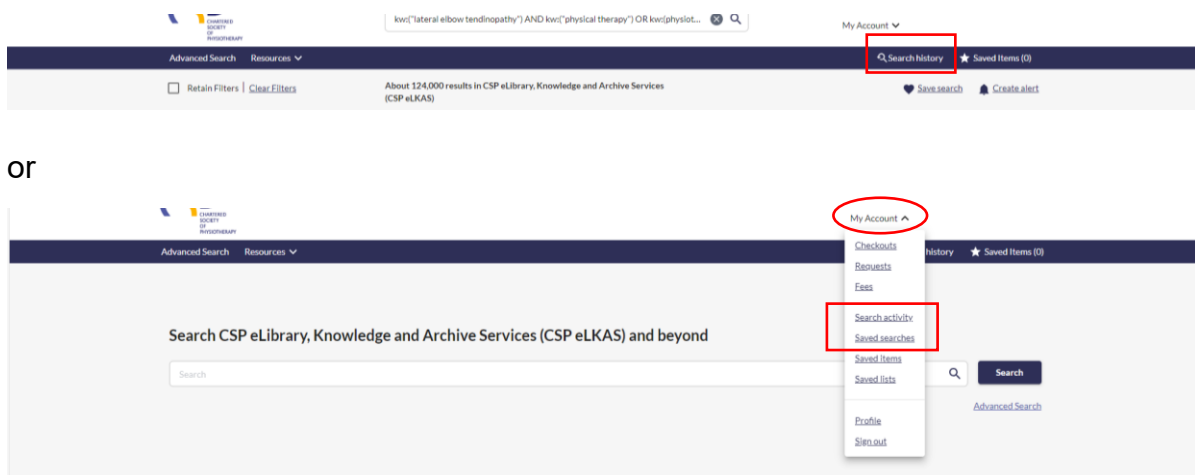 CHARTERED
SOCIETY
OF
PHYSIOTHERAPY
kw:("lateral elbow tendinopathy") AND kw:("physical therapy") OR kw:(physiot...
My Account
Advanced Search Resources
Search history Saved Items (0)
Retain Filters | Clear Filters
About 124,000 results in CSP eLibrary, Knowledge and Archive Services
(CSP eLKAS)
Save search Create alert
or
CHARTERED
SOCIETY
OF
PHYSIOTHERAPY
My Account
Advanced Search Resources
history Saved Items (0)
Checkouts
Requests
Fees
Search activity
Saved searches
Saved Items
Saved lists
Profile
Sign out
Search CSP eLibrary, Knowledge and Archive Services (CSP eLKAS) and beyond
Search
Search
Advanced Search